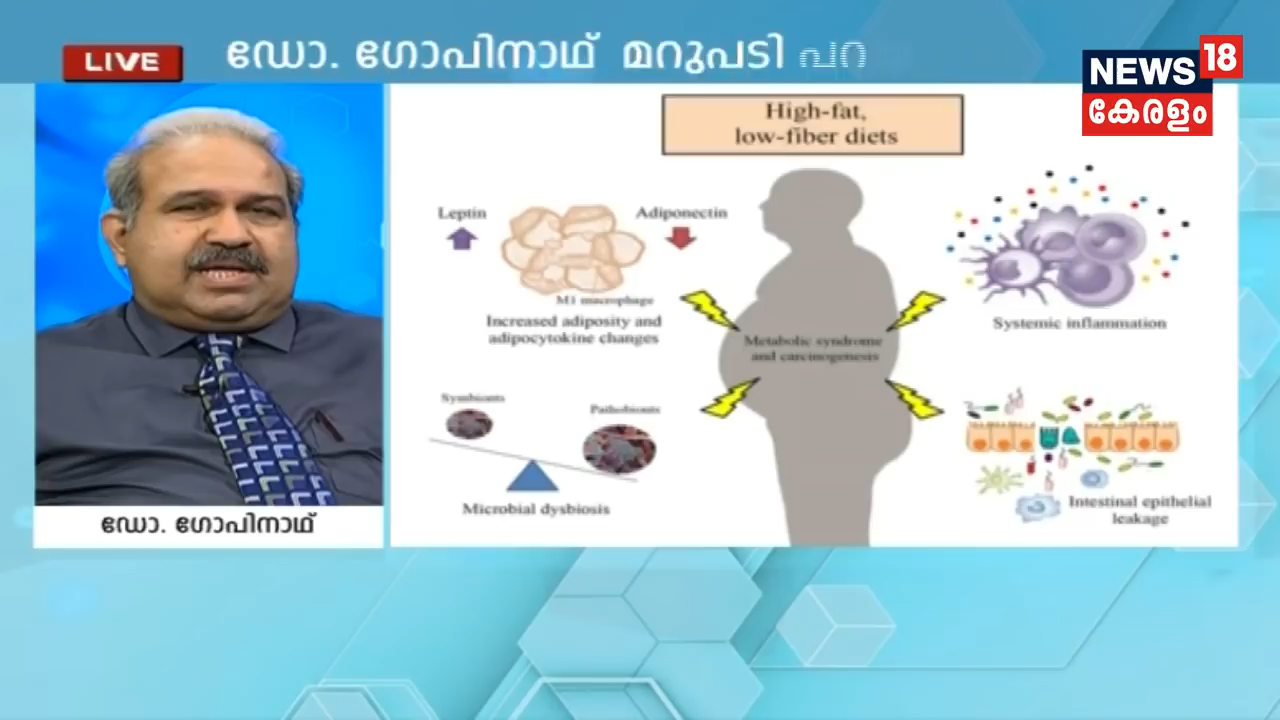 LIVE
ഡോ. ഗോപിനാഥ് മറുപടി പറ
NEWS 18
കേരളം
High-fat,
low-fiber diets
Leptin
Adiponectin
M1 macrophage
Increased adiposity and
adipocytokine changes
Systemic inflammation
Metabolic syndrome
and carcinogenesis
Symbionts
Pathobionts
Microbial dysbiosis
Intestinal epithelial
leakage
ഡോ. ഗോപിനാഥ്